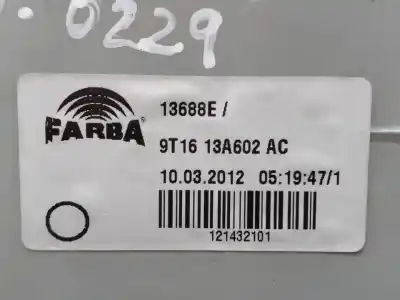 0229
FARBA
13688E /
9T16 13A602 AC
10.03.2012 05:19:47/1
121432101